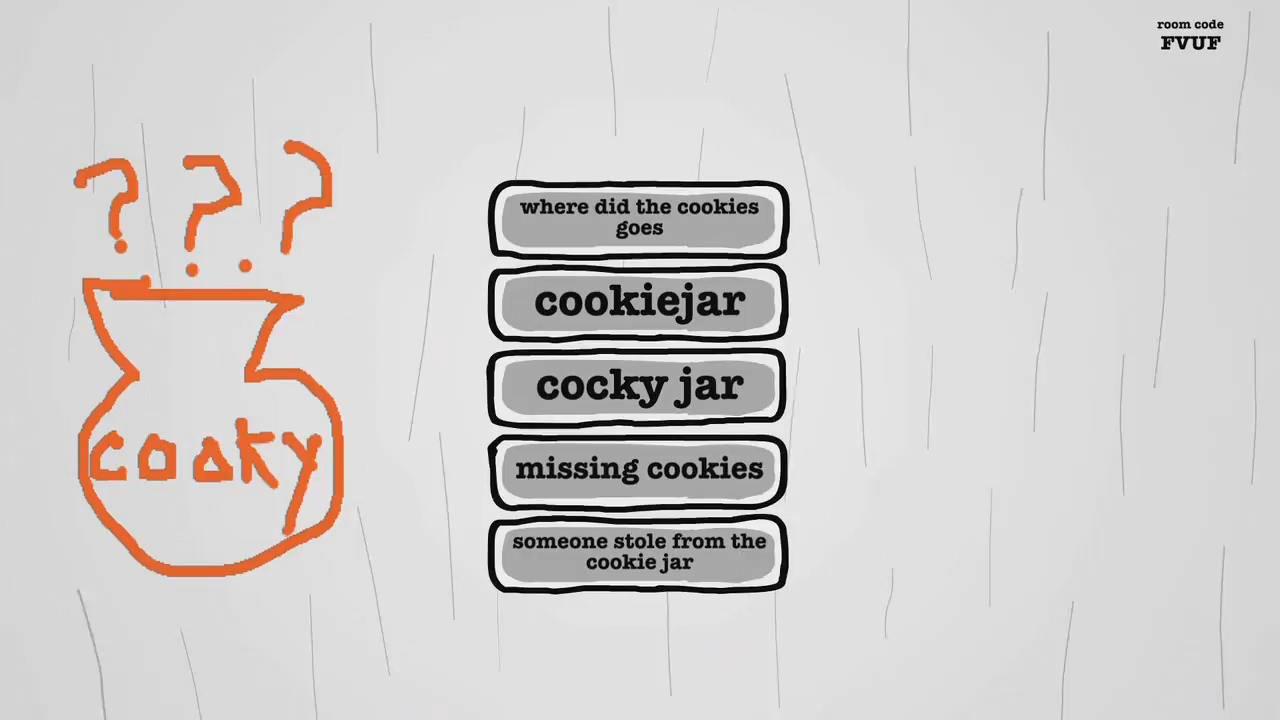 room code
FVUF
? ? ?
cooky
where did the cookies
goes
cookiejar
cocky jar
missing cookies
someone stole from the
cookie jar